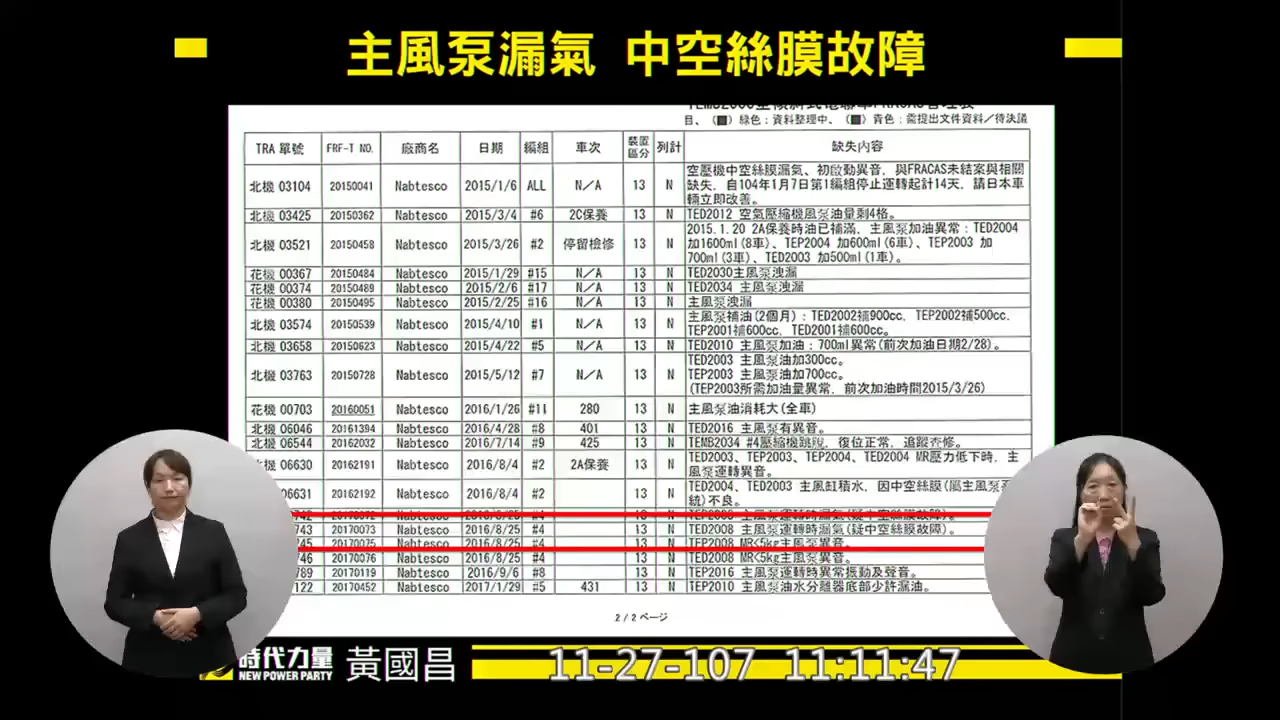 主風泵漏氣 中空絲膜故障
目、(■) 綠色：資料整理中、(■) 青色：需提出文件資料／待決議
TRA 單號 FRF-T NO. 廠商名 日期 編組 車次 裝置區分 列計 缺失內容
北機 03104 20150041 Nabtesco 2015/1/6 ALL N／A 13 N 空壓機中空絲膜漏氣、初啟動異音，與FRACAS未結案與相關
缺失，自104年1月7日第1編組停止運轉起計14天，請日本車
輛立即改善。
北機 03425 20150362 Nabtesco 2015/3/4 #6 2C保養 13 N TED2012 空氣壓縮機風泵油量剩4格。
北機 03521 20150458 Nabtesco 2015/3/26 #2 停留檢修 13 N 2015.1.20 2A保養時油已補滿，主風泵加油異常：TED2004
加1600ml(8車)、TEP2004 加600ml(6車)、TEP2003 加
700ml(3車)、TED2003 加500ml(1車)。
花機 00367 20150484 Nabtesco 2015/1/29 #15 N／A 13 N TED2030主風泵洩漏
花機 00374 20150489 Nabtesco 2015/2/6 #17 N／A 13 N TED2034 主風泵洩漏
花機 00380 20150495 Nabtesco 2015/2/25 #16 N／A 13 N 主風泵洩漏
北機 03574 20150539 Nabtesco 2015/4/10 #1 N／A 13 N 主風泵補油(2個月)：TED2002補900cc，TEP2002補500cc，
TEP2001補600cc，TED2001補600cc。
北機 03658 20150623 Nabtesco 2015/4/22 #5 N／A 13 N TED2010 主風泵加油：700ml異常(前次加油日期2/28)。
北機 03763 20150728 Nabtesco 2015/5/12 #7 N／A 13 N TED2003 主風泵油加300cc。
TEP2003 主風泵油加700cc。
(TEP2003所需加油量異常，前次加油時間2015/3/26)
花機 00703 20160051 Nabtesco 2016/1/26 #11 280 13 N 主風泵油消耗大(全車)
北機 06046 20161394 Nabtesco 2016/4/28 #8 401 13 N TED2016 主風泵有異音。
北機 06544 20162032 Nabtesco 2016/7/14 #9 425 13 N TEMB2034 #4壓縮機跳脫，復位正常，追蹤查修。
北機 06630 20162191 Nabtesco 2016/8/4 #2 2A保養 13 N TED2003、TEP2003、TEP2004、TED2004 MR壓力低下時，主
風泵運轉異音。
06631 20162192 Nabtesco 2016/8/4 #2 13 N TED2004、TED2003 主風缸積水，因中空絲膜(屬主風泵系
統)不良。
743 20170073 Nabtesco 2016/8/25 #4 13 N TED2008 主風泵運轉時漏氣(疑中空絲膜故障)。
245 20170075 Nabtesco 2016/8/25 #4 13 N TEP2008 MR<5kg主風泵異音。
746 20170076 Nabtesco 2016/8/25 #4 13 N TED2008 MR<5kg主風泵異音。
789 20170119 Nabtesco 2016/9/6 #8 13 N TEP2016 主風泵運轉時異常振動及聲音。
122 20170452 Nabtesco 2017/1/29 #5 431 13 N TEP2010 主風泵油水分離器底部少許漏油。
2/2ページ
時代力量
NEW POWER PARTY
黃國昌
11-27-107 11:11:47